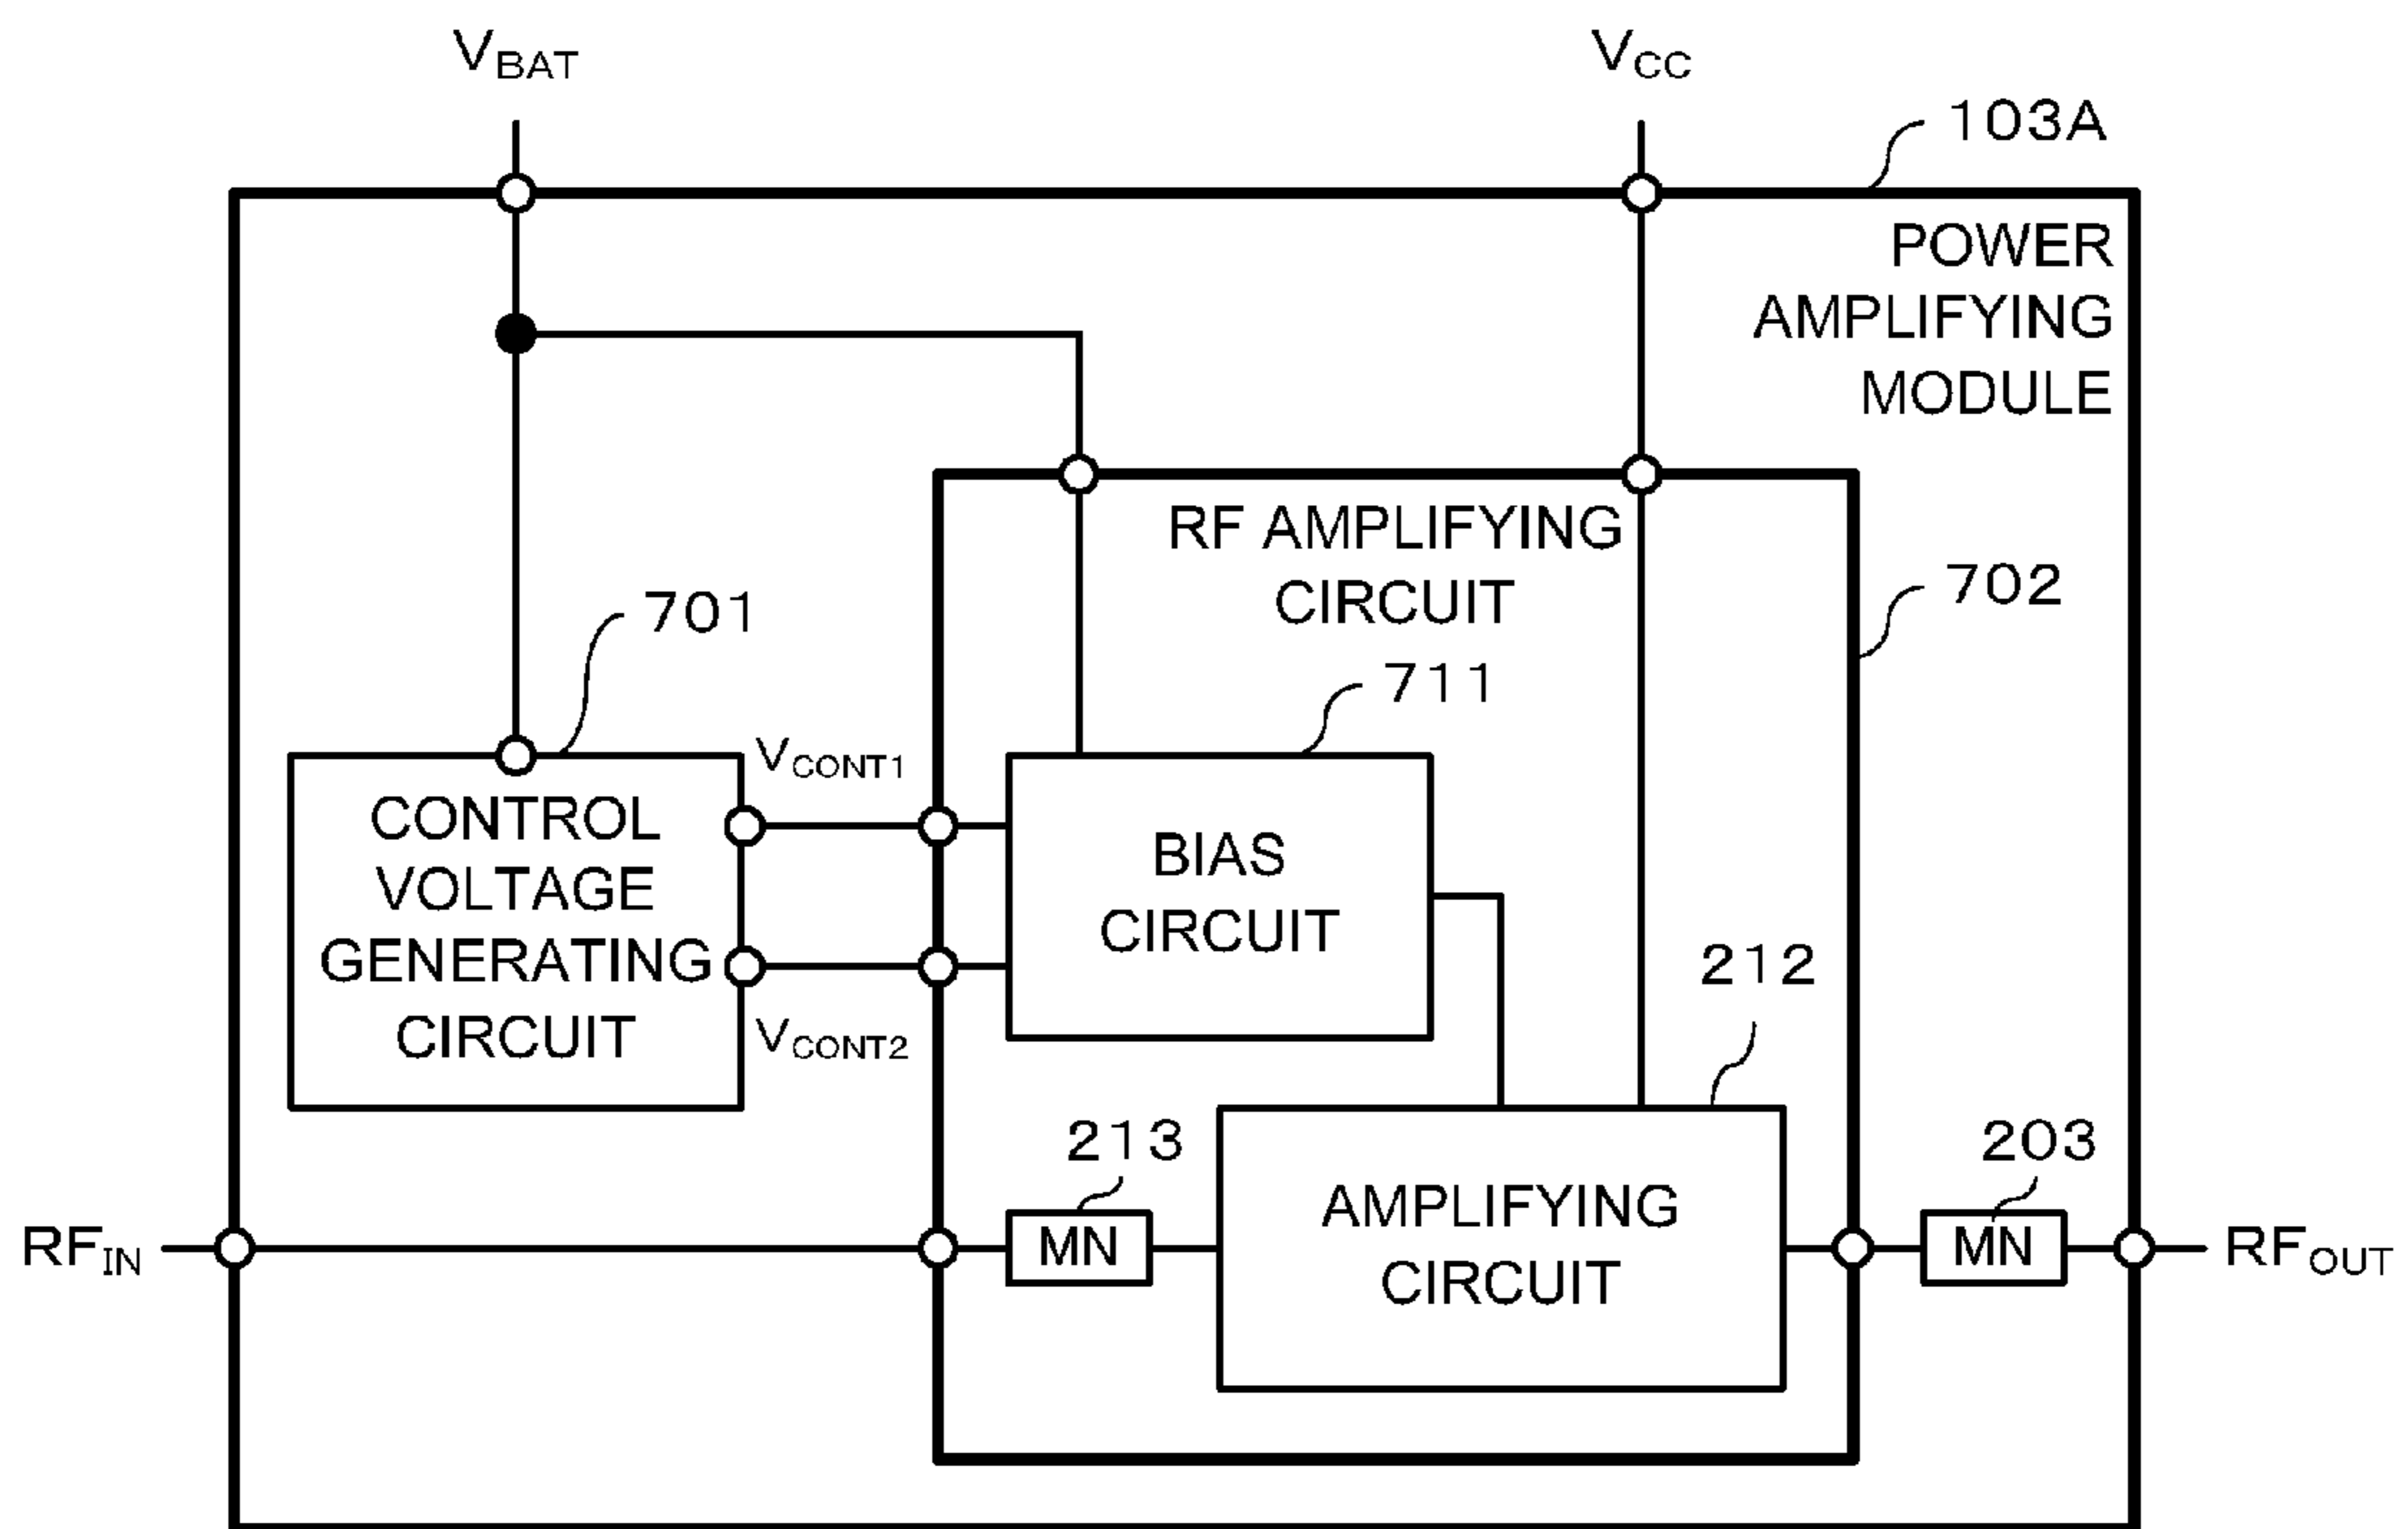 VBAT
VCC
103A
POWER
AMPLIFYING
MODULE
RF AMPLIFYING
CIRCUIT
702
701
711
VCONT1
CONTROL
VOLTAGE
GENERATING
CIRCUIT
BIAS
CIRCUIT
VCONT2
212
213
203
RFIN
MN
AMPLIFYING
CIRCUIT
MN
RFOUT